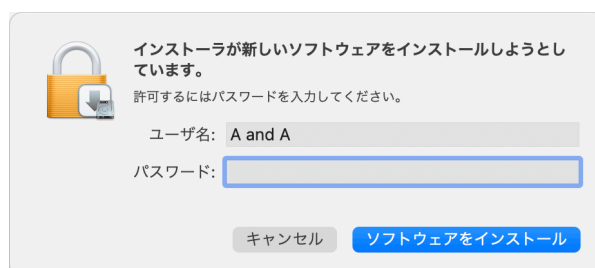 インストーラが新しいソフトウェアをインストールしようとし
ています。
許可するにはパスワードを入力してください。
ユーザ名: A and A
パスワード:
キャンセル ソフトウェアをインストール